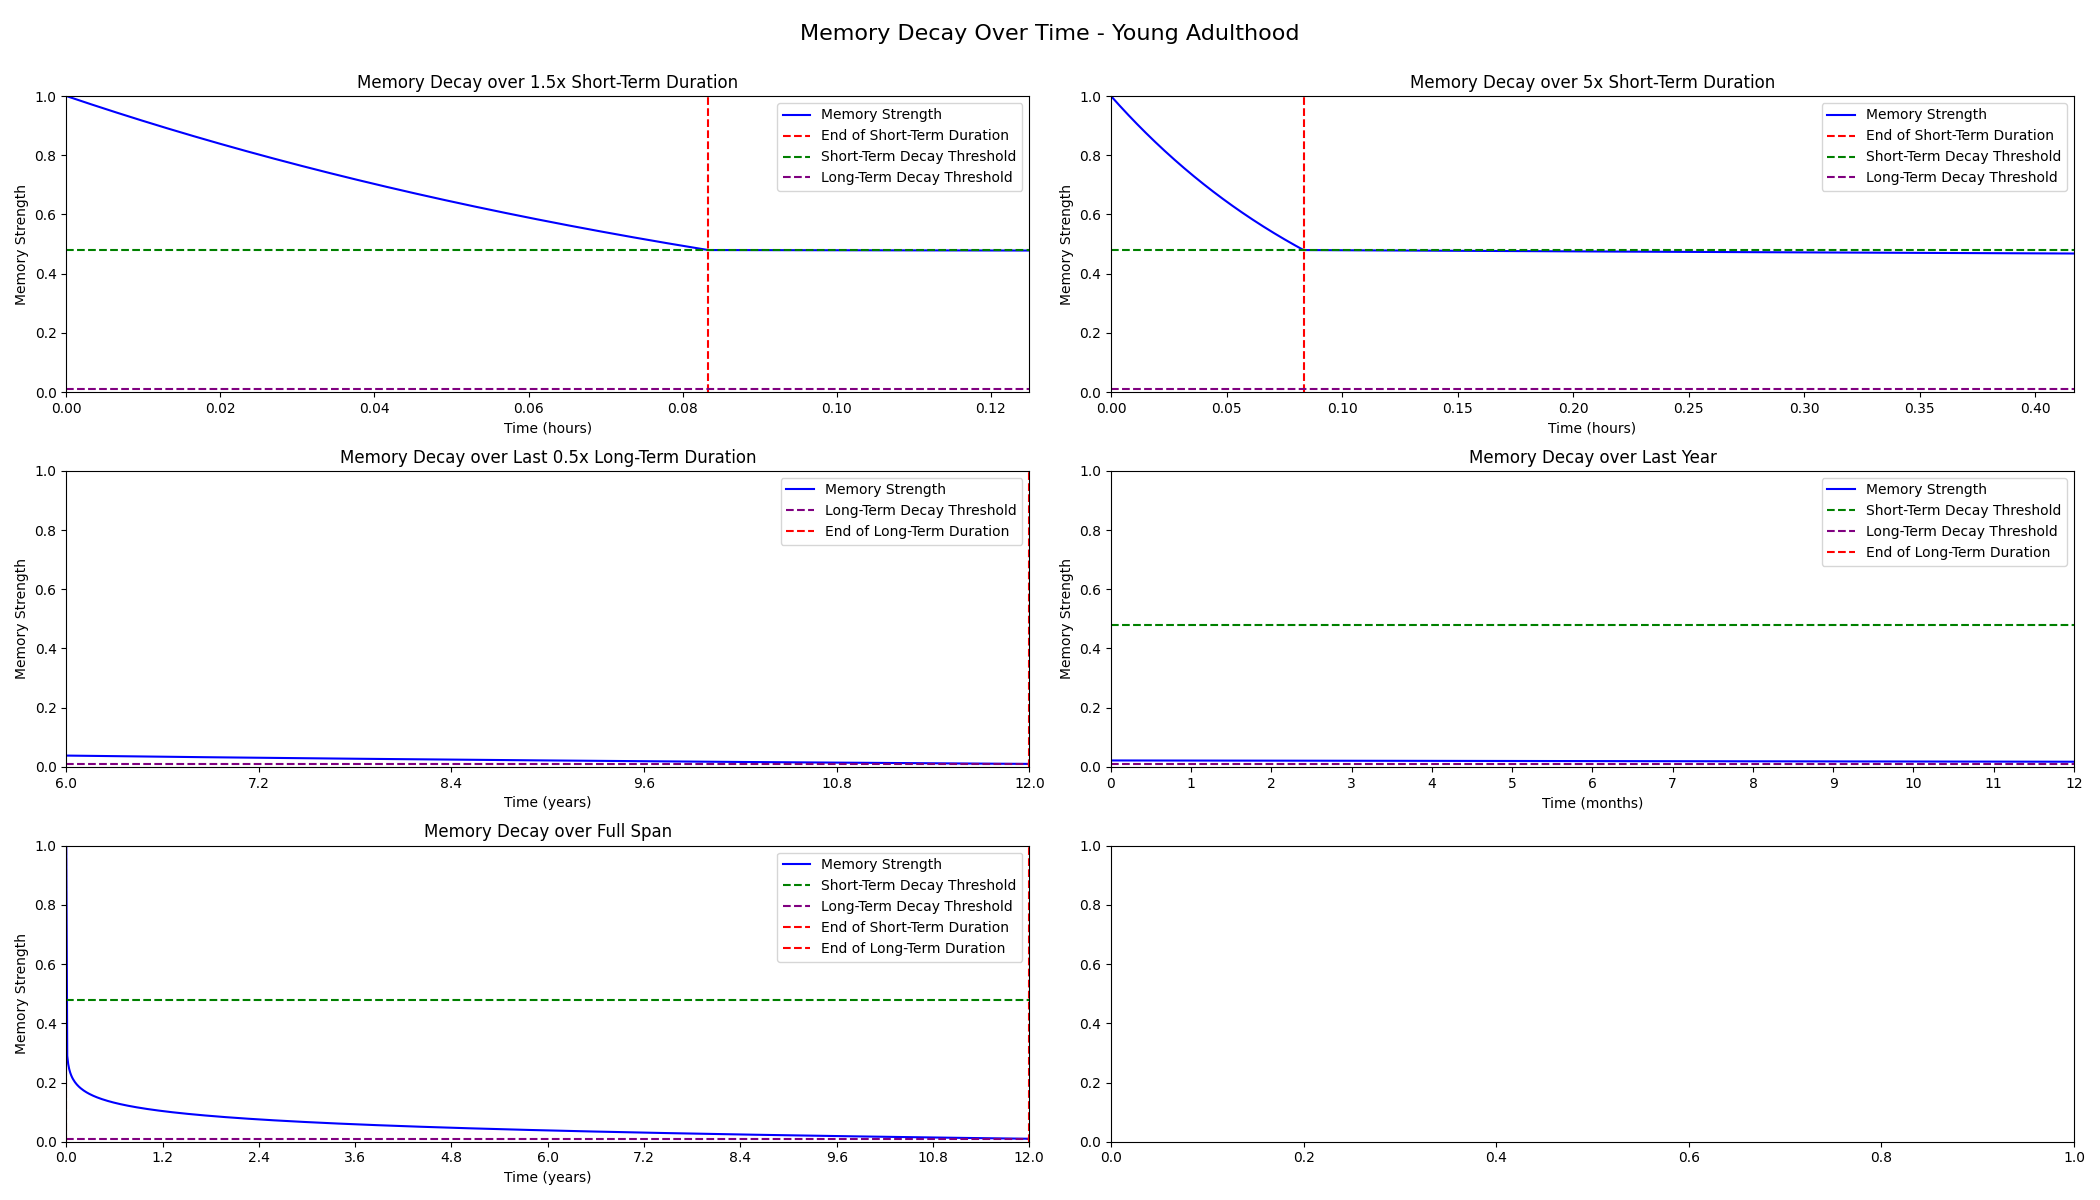 Memory Decay Over Time - Young Adulthood
Memory Decay over 1.5x Short-Term Duration
1.0
0.8
0.6
0.4
0.2
0.0
Memory Strength
Memory Strength
End of Short-Term Duration
Short-Term Decay Threshold
Long-Term Decay Threshold
0.00 0.02 0.04 0.06 0.08 0.10 0.12
Time (hours)
Memory Decay over 5x Short-Term Duration
1.0
0.8
0.6
0.4
0.2
0.0
Memory Strength
Memory Strength
End of Short-Term Duration
Short-Term Decay Threshold
Long-Term Decay Threshold
0.00 0.05 0.10 0.15 0.20 0.25 0.30 0.35 0.40
Time (hours)
Memory Decay over Last 0.5x Long-Term Duration
1.0
0.8
0.6
0.4
0.2
0.0
Memory Strength
Memory Strength
Long-Term Decay Threshold
End of Long-Term Duration
6.0 7.2 8.4 9.6 10.8 12.0
Time (years)
Memory Decay over Last Year
1.0
0.8
0.6
0.4
0.2
0.0
Memory Strength
Memory Strength
Short-Term Decay Threshold
Long-Term Decay Threshold
End of Long-Term Duration
0 1 2 3 4 5 6 7 8 9 10 11 12
Time (months)
Memory Decay over Full Span
1.0
0.8
0.6
0.4
0.2
0.0
Memory Strength
Memory Strength
Short-Term Decay Threshold
Long-Term Decay Threshold
End of Short-Term Duration
End of Long-Term Duration
0.0 1.2 2.4 3.6 4.8 6.0 7.2 8.4 9.6 10.8 12.0
Time (years)
1.0
0.8
0.6
0.4
0.2
0.0
0.0 0.2 0.4 0.6 0.8 1.0